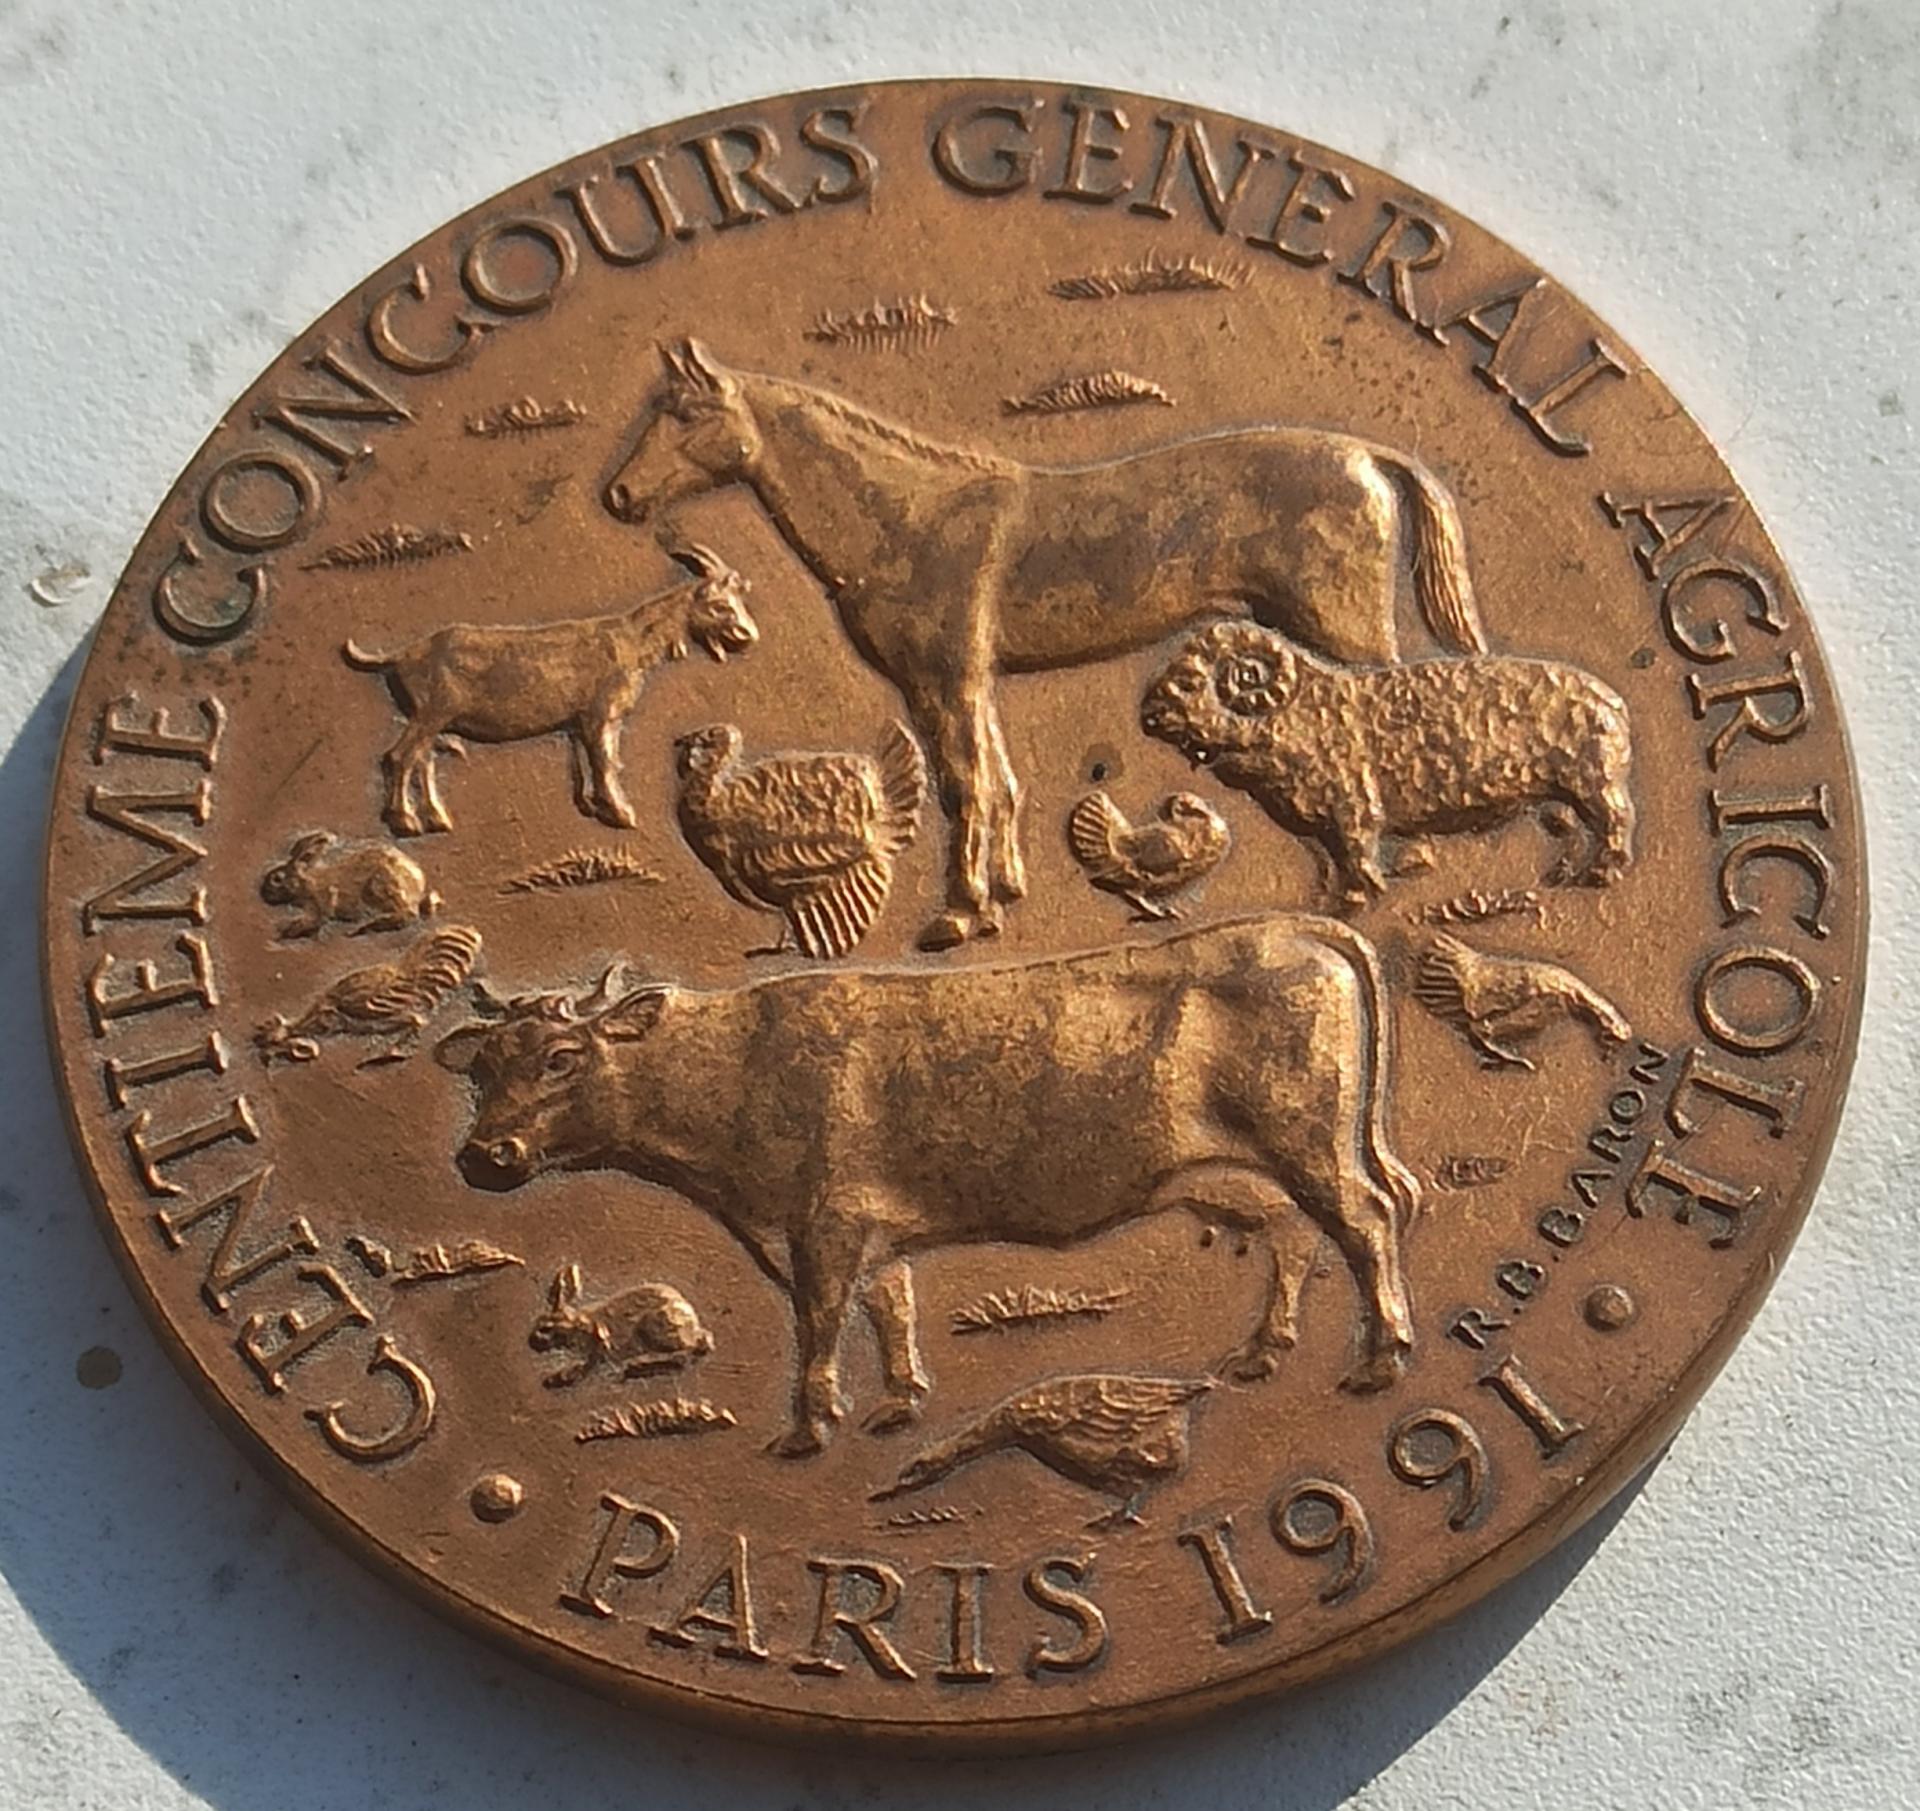 CENTIEME CONCOURS GENERAL AGRICOLE
PARIS 1991
R.B.BARON